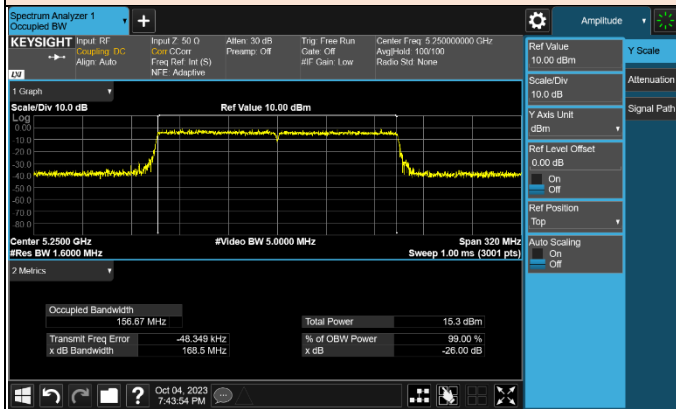 Spectrum Analyzer 1
Occupied BW
Amplitude
KEYSIGHT
Input: RF
Coupling: DC
Align: Auto
Input Z: 50 Ω
Corr CCorr
Freq Ref: Int (S)
NFE: Adaptive
Atten: 30 dB
Preamp: Off
Trig: Free Run
Gate: Off
#IF Gain: Low
Center Freq: 5.250000000 GHz
Avg|Hold: 100/100
Radio Std: None
LXI
1 Graph
Scale/Div 10.0 dB
Ref Value 10.00 dBm
Log
0.00
-10.0
-20.0
-30.0
-40.0
-50.0
-60.0
-70.0
-80.0
Center 5.2500 GHz
#Video BW 5.0000 MHz
Span 320 MHz
#Res BW 1.6000 MHz
Sweep 1.00 ms (3001 pts)
2 Metrics
Occupied Bandwidth
156.67 MHz
Total Power
15.3 dBm
Transmit Freq Error
-48.349 kHz
% of OBW Power
99.00 %
x dB Bandwidth
168.5 MHz
x dB
-26.00 dB
Oct 04, 2023
7:43:54 PM
Ref Value
10.00 dBm
Scale/Div
10.0 dB
Y Axis Unit
dBm
Ref Level Offset
0.00 dB
On
Off
Ref Position
Top
Auto Scaling
On
Off
Y Scale
Attenuation
Signal Path